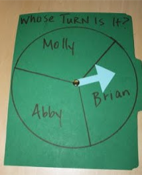 Whose TURN Is It?
Molly
Brian
Abby